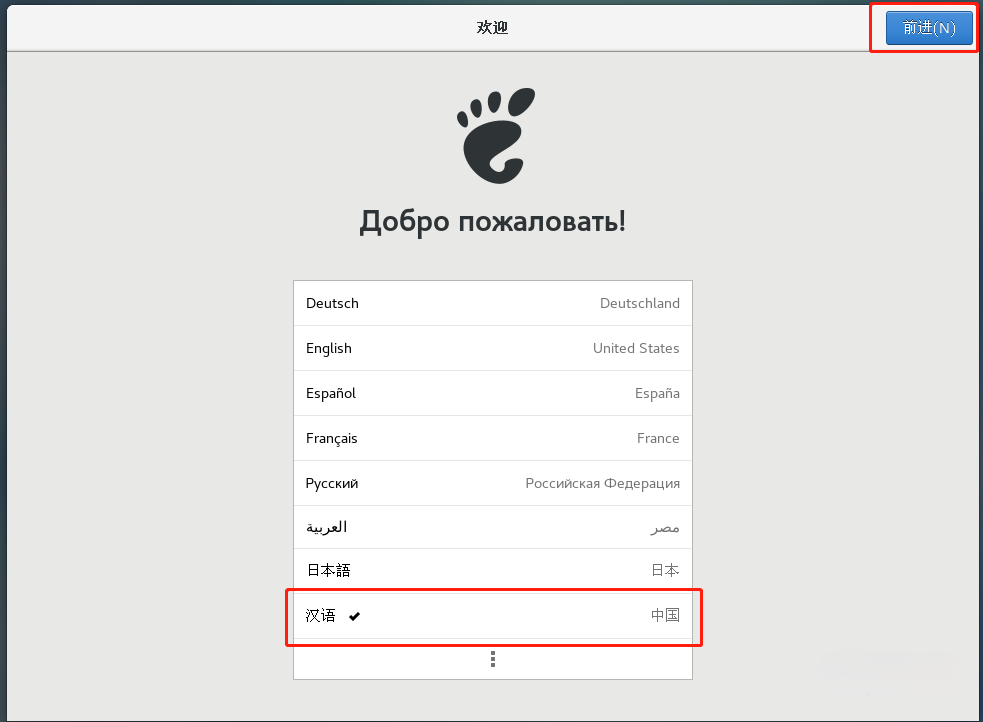 欢迎
前进(N)
Добро пожаловать!
Deutsch Deutschland
English United States
Español España
Français France
Русский Российская Федерация
العربية مصر
日本語 日本
汉语 中国